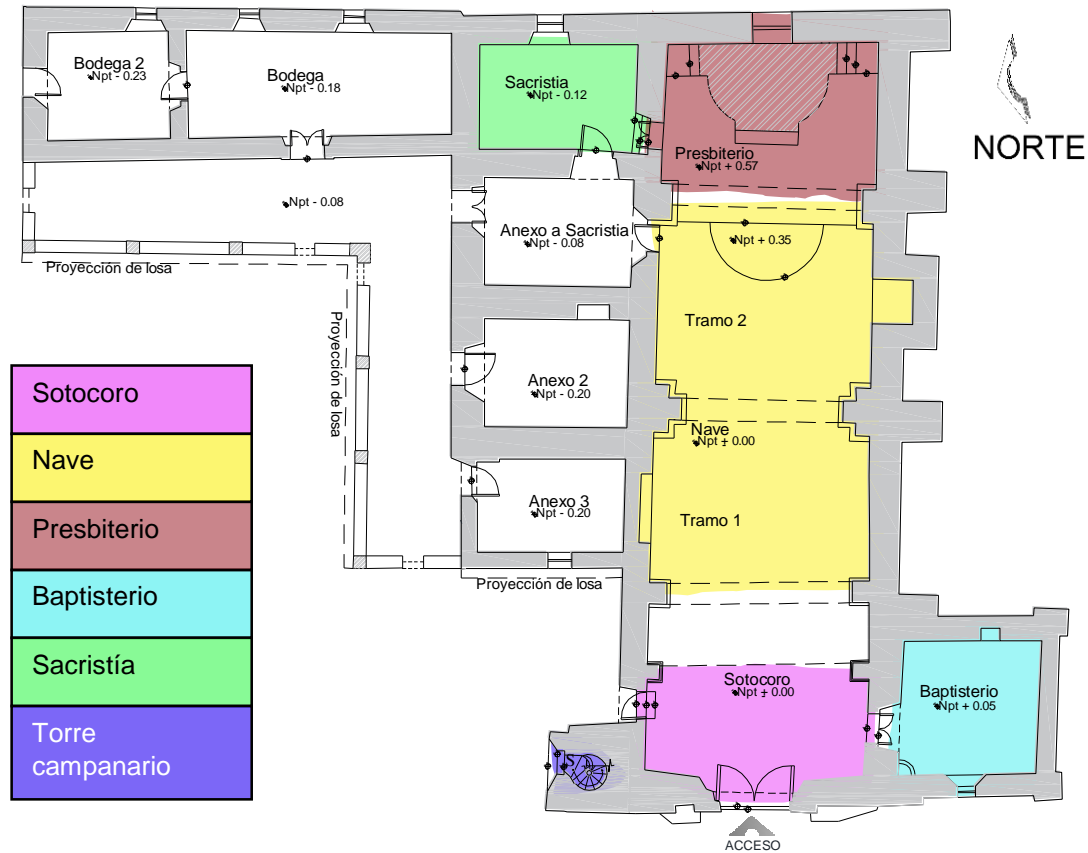 Bodega 2
Npt - 0.23
Bodega
Npt - 0.18
Sacristia
Npt - 0.12
Presbiterio
Npt + 0.57
NORTE
Npt - 0.08
Anexo a Sacristia
Npt - 0.08
Npt + 0.35
Proyección de losa
Proyección de losa
Tramo 2
Anexo 2
Npt - 0.20
Nave
Npt + 0.00
Anexo 3
Npt - 0.20
Tramo 1
Proyección de losa
Sotocoro
Npt + 0.00
Baptisterio
Npt + 0.05
S
ACCESO
Sotocoro
Nave
Presbiterio
Baptisterio
Sacristía
Torre
campanario